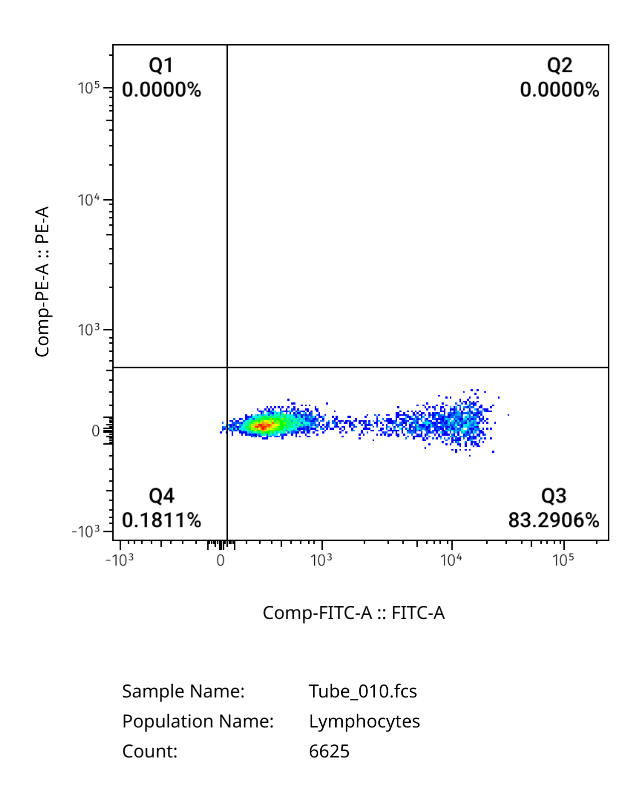 Q1
0.0000%
Q2
0.0000%
10⁵
10⁴
10³
0
-10³
Comp-PE-A :: PE-A
Q4
0.1811%
Q3
83.2906%
-10³ 0 10³ 10⁴ 10⁵
Comp-FITC-A :: FITC-A
Sample Name: Tube_010.fcs
Population Name: Lymphocytes
Count: 6625